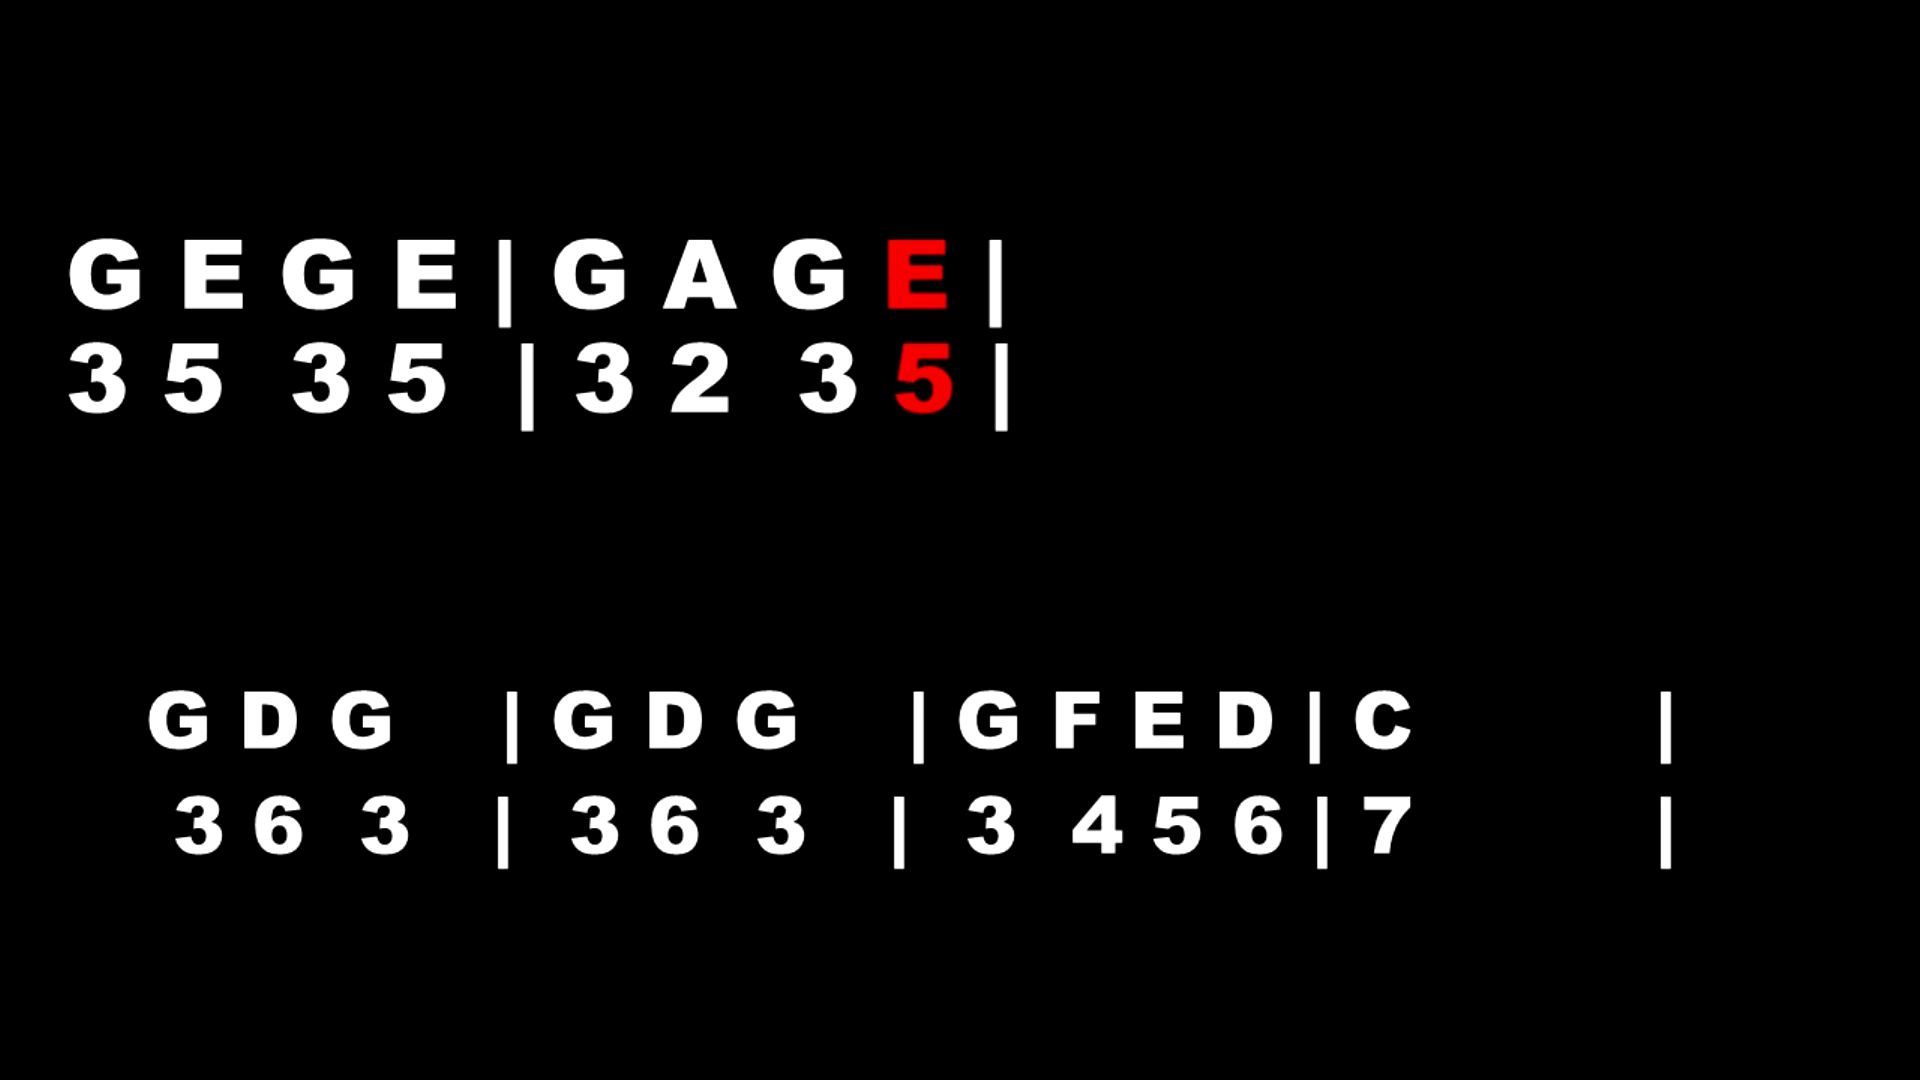 G E G E | G A G E |
3 5 3 5 | 3 2 3 5 |
G D G | G D G | G F E D | C |
3 6 3 | 3 6 3 | 3 4 5 6 | 7 |